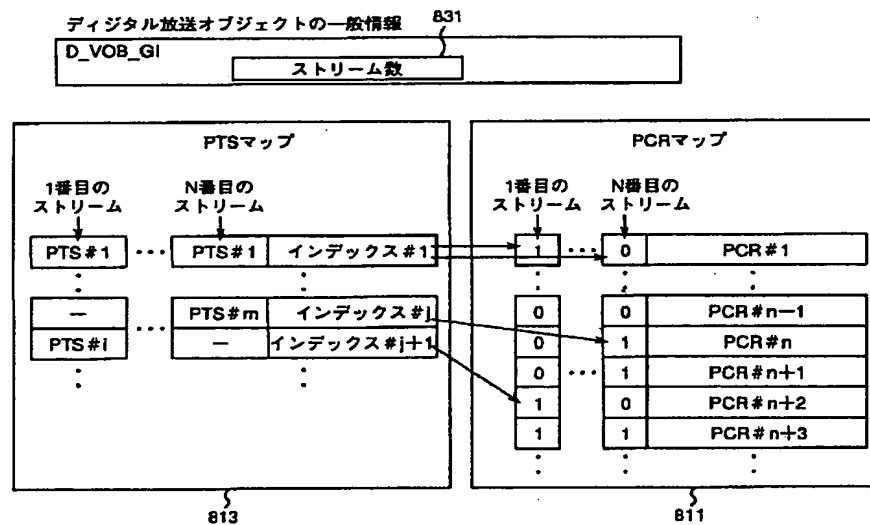 ディジタル放送オブジェクトの一般情報
831
D_VOB_GI
ストリーム数
PTSマップ
1番目の
ストリーム
N番目の
ストリーム
PTS#1 … PTS#1 インデックス#1
— … PTS#m インデックス#j
PTS#i — インデックス#j+1
813
PCRマップ
1番目の
ストリーム
N番目の
ストリーム
1 … 0 PCR#1
0 0 PCR#n−1
0 1 PCR#n
0 … 1 PCR#n+1
1 0 PCR#n+2
1 1 PCR#n+3
811